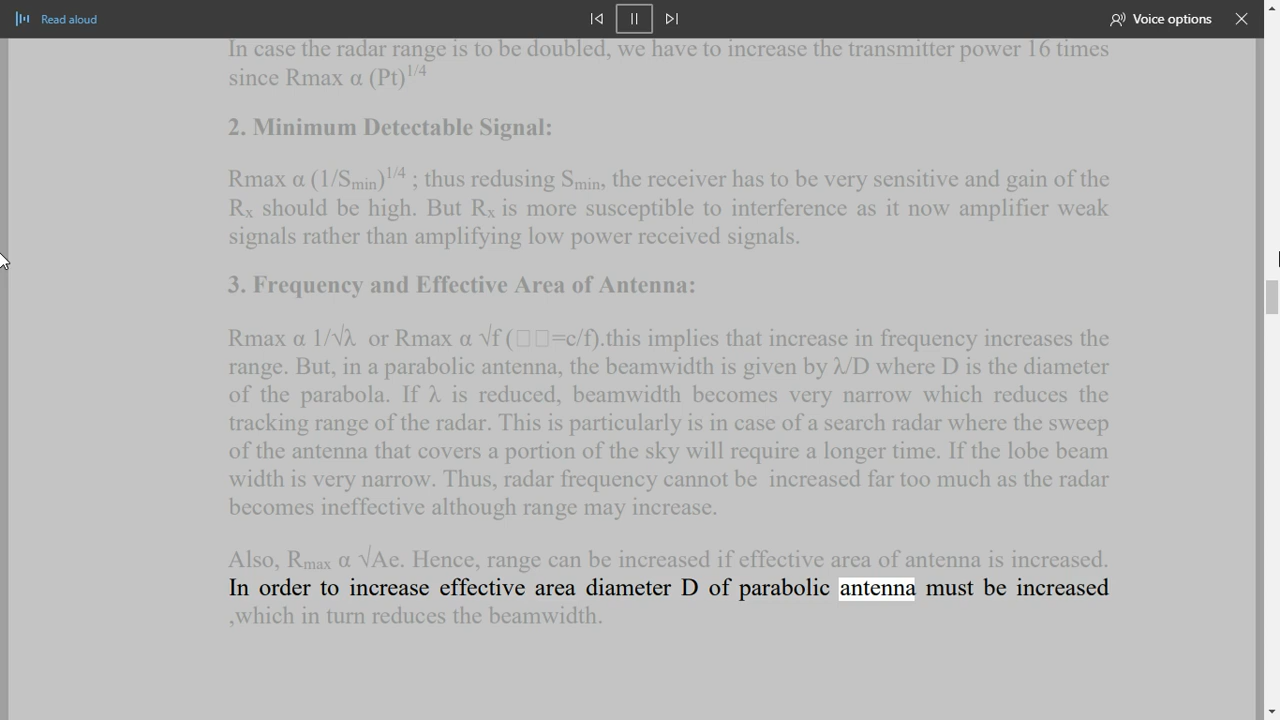 Read aloud
Voice options
In case the radar range is to be doubled, we have to increase the transmitter power 16 times
since Rmax α (Pt)^1/4
2. Minimum Detectable Signal:
Rmax α (1/Smin)^1/4 ; thus redusing Smin, the receiver has to be very sensitive and gain of the
Rx should be high. But Rx is more susceptible to interference as it now amplifier weak
signals rather than amplifying low power received signals.
3. Frequency and Effective Area of Antenna:
Rmax α 1/√λ or Rmax α √f (□□=c/f).this implies that increase in frequency increases the
range. But, in a parabolic antenna, the beamwidth is given by λ/D where D is the diameter
of the parabola. If λ is reduced, beamwidth becomes very narrow which reduces the
tracking range of the radar. This is particularly is in case of a search radar where the sweep
of the antenna that covers a portion of the sky will require a longer time. If the lobe beam
width is very narrow. Thus, radar frequency cannot be increased far too much as the radar
becomes ineffective although range may increase.
Also, Rmax α √Ae. Hence, range can be increased if effective area of antenna is increased.
In order to increase effective area diameter D of parabolic antenna must be increased
,which in turn reduces the beamwidth.